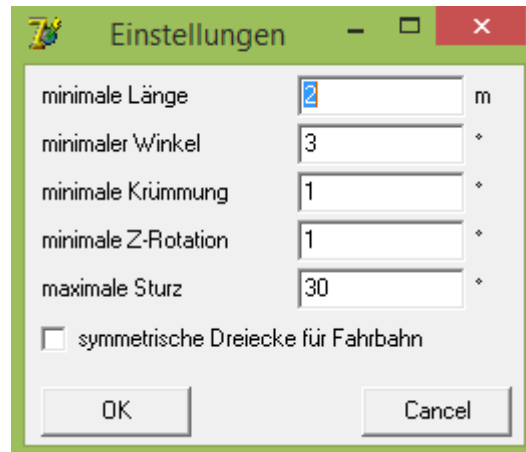 Einstellungen
minimale Länge 2 m
minimaler Winkel 3 °
minimale Krümmung 1 °
minimale Z-Rotation 1 °
maximale Sturz 30 °
symmetrische Dreiecke für Fahrbahn
OK Cancel